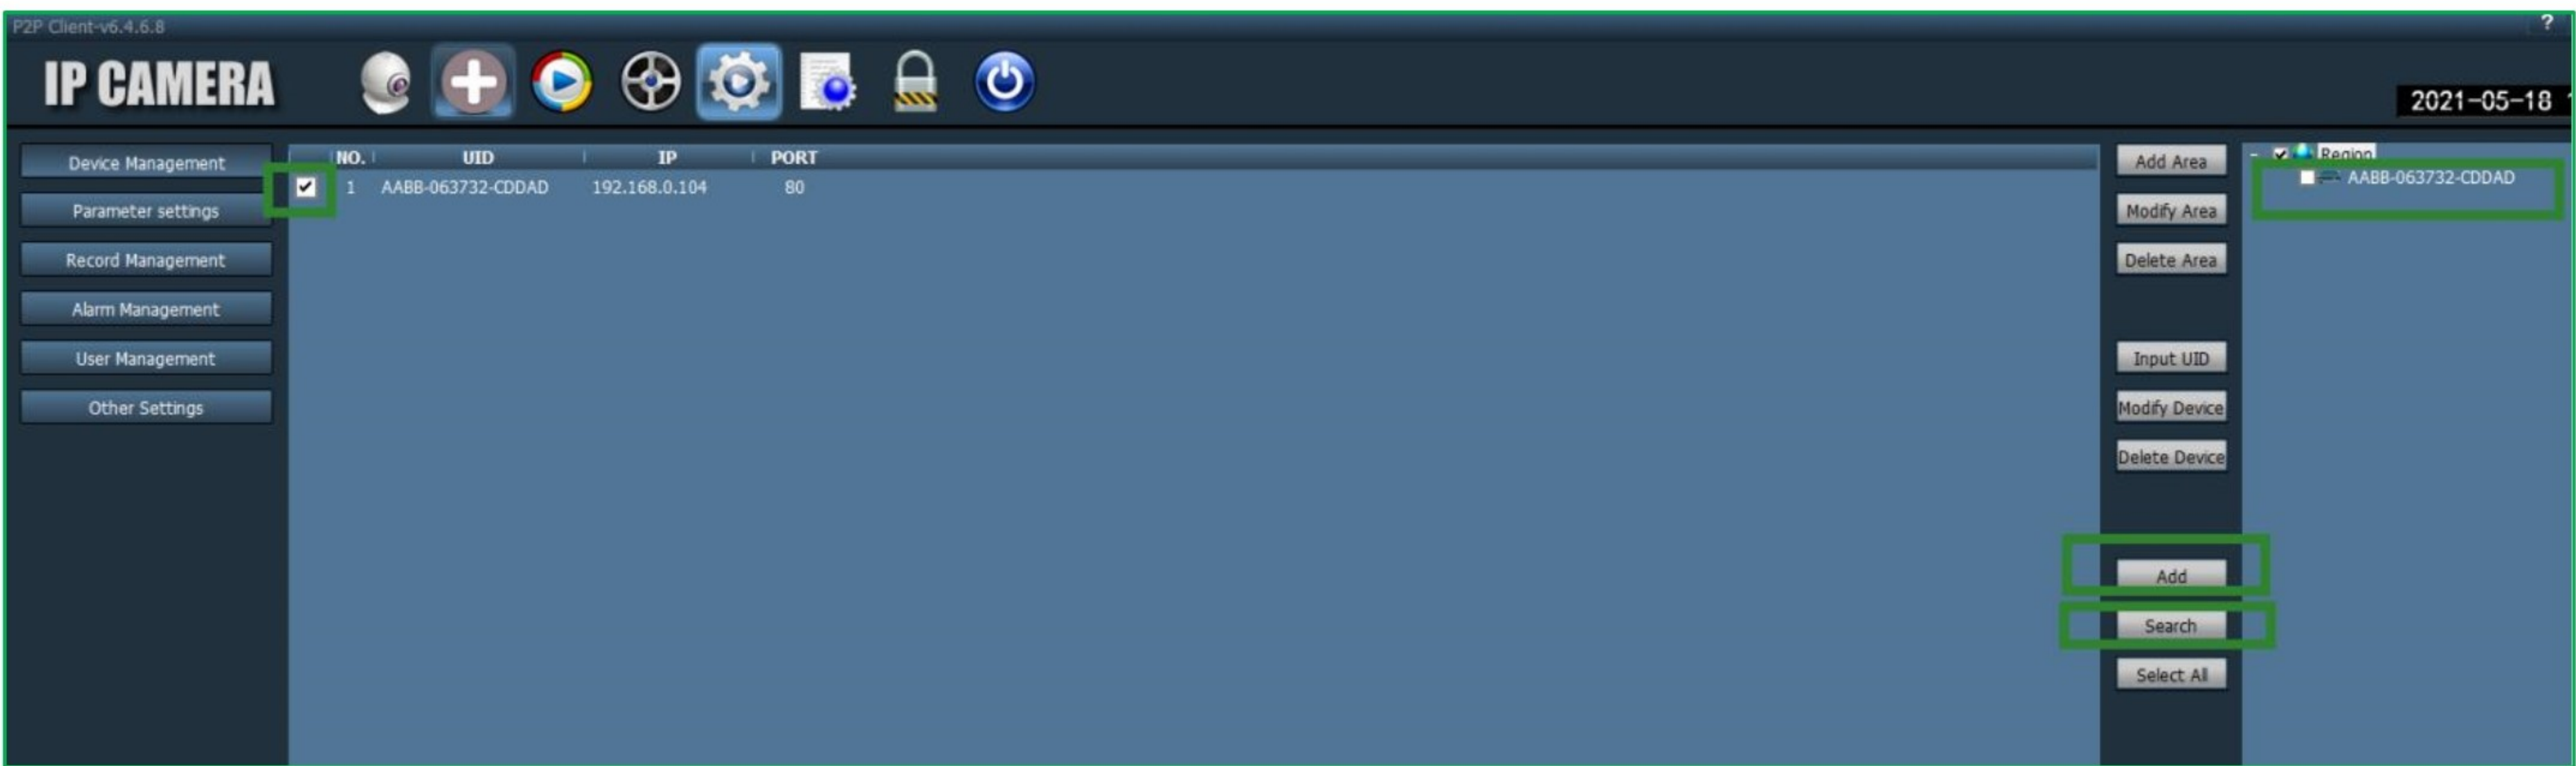 P2P Client-v6.4.6.8
?
IP CAMERA
2021-05-18
Device Management
Parameter settings
Record Management
Alarm Management
User Management
Other Settings
NO. UID IP PORT
1 AABB-063732-CDDAD 192.168.0.104 80
Add Area
Modify Area
Delete Area
Input UID
Modify Device
Delete Device
Add
Search
Select All
Region
AABB-063732-CDDAD